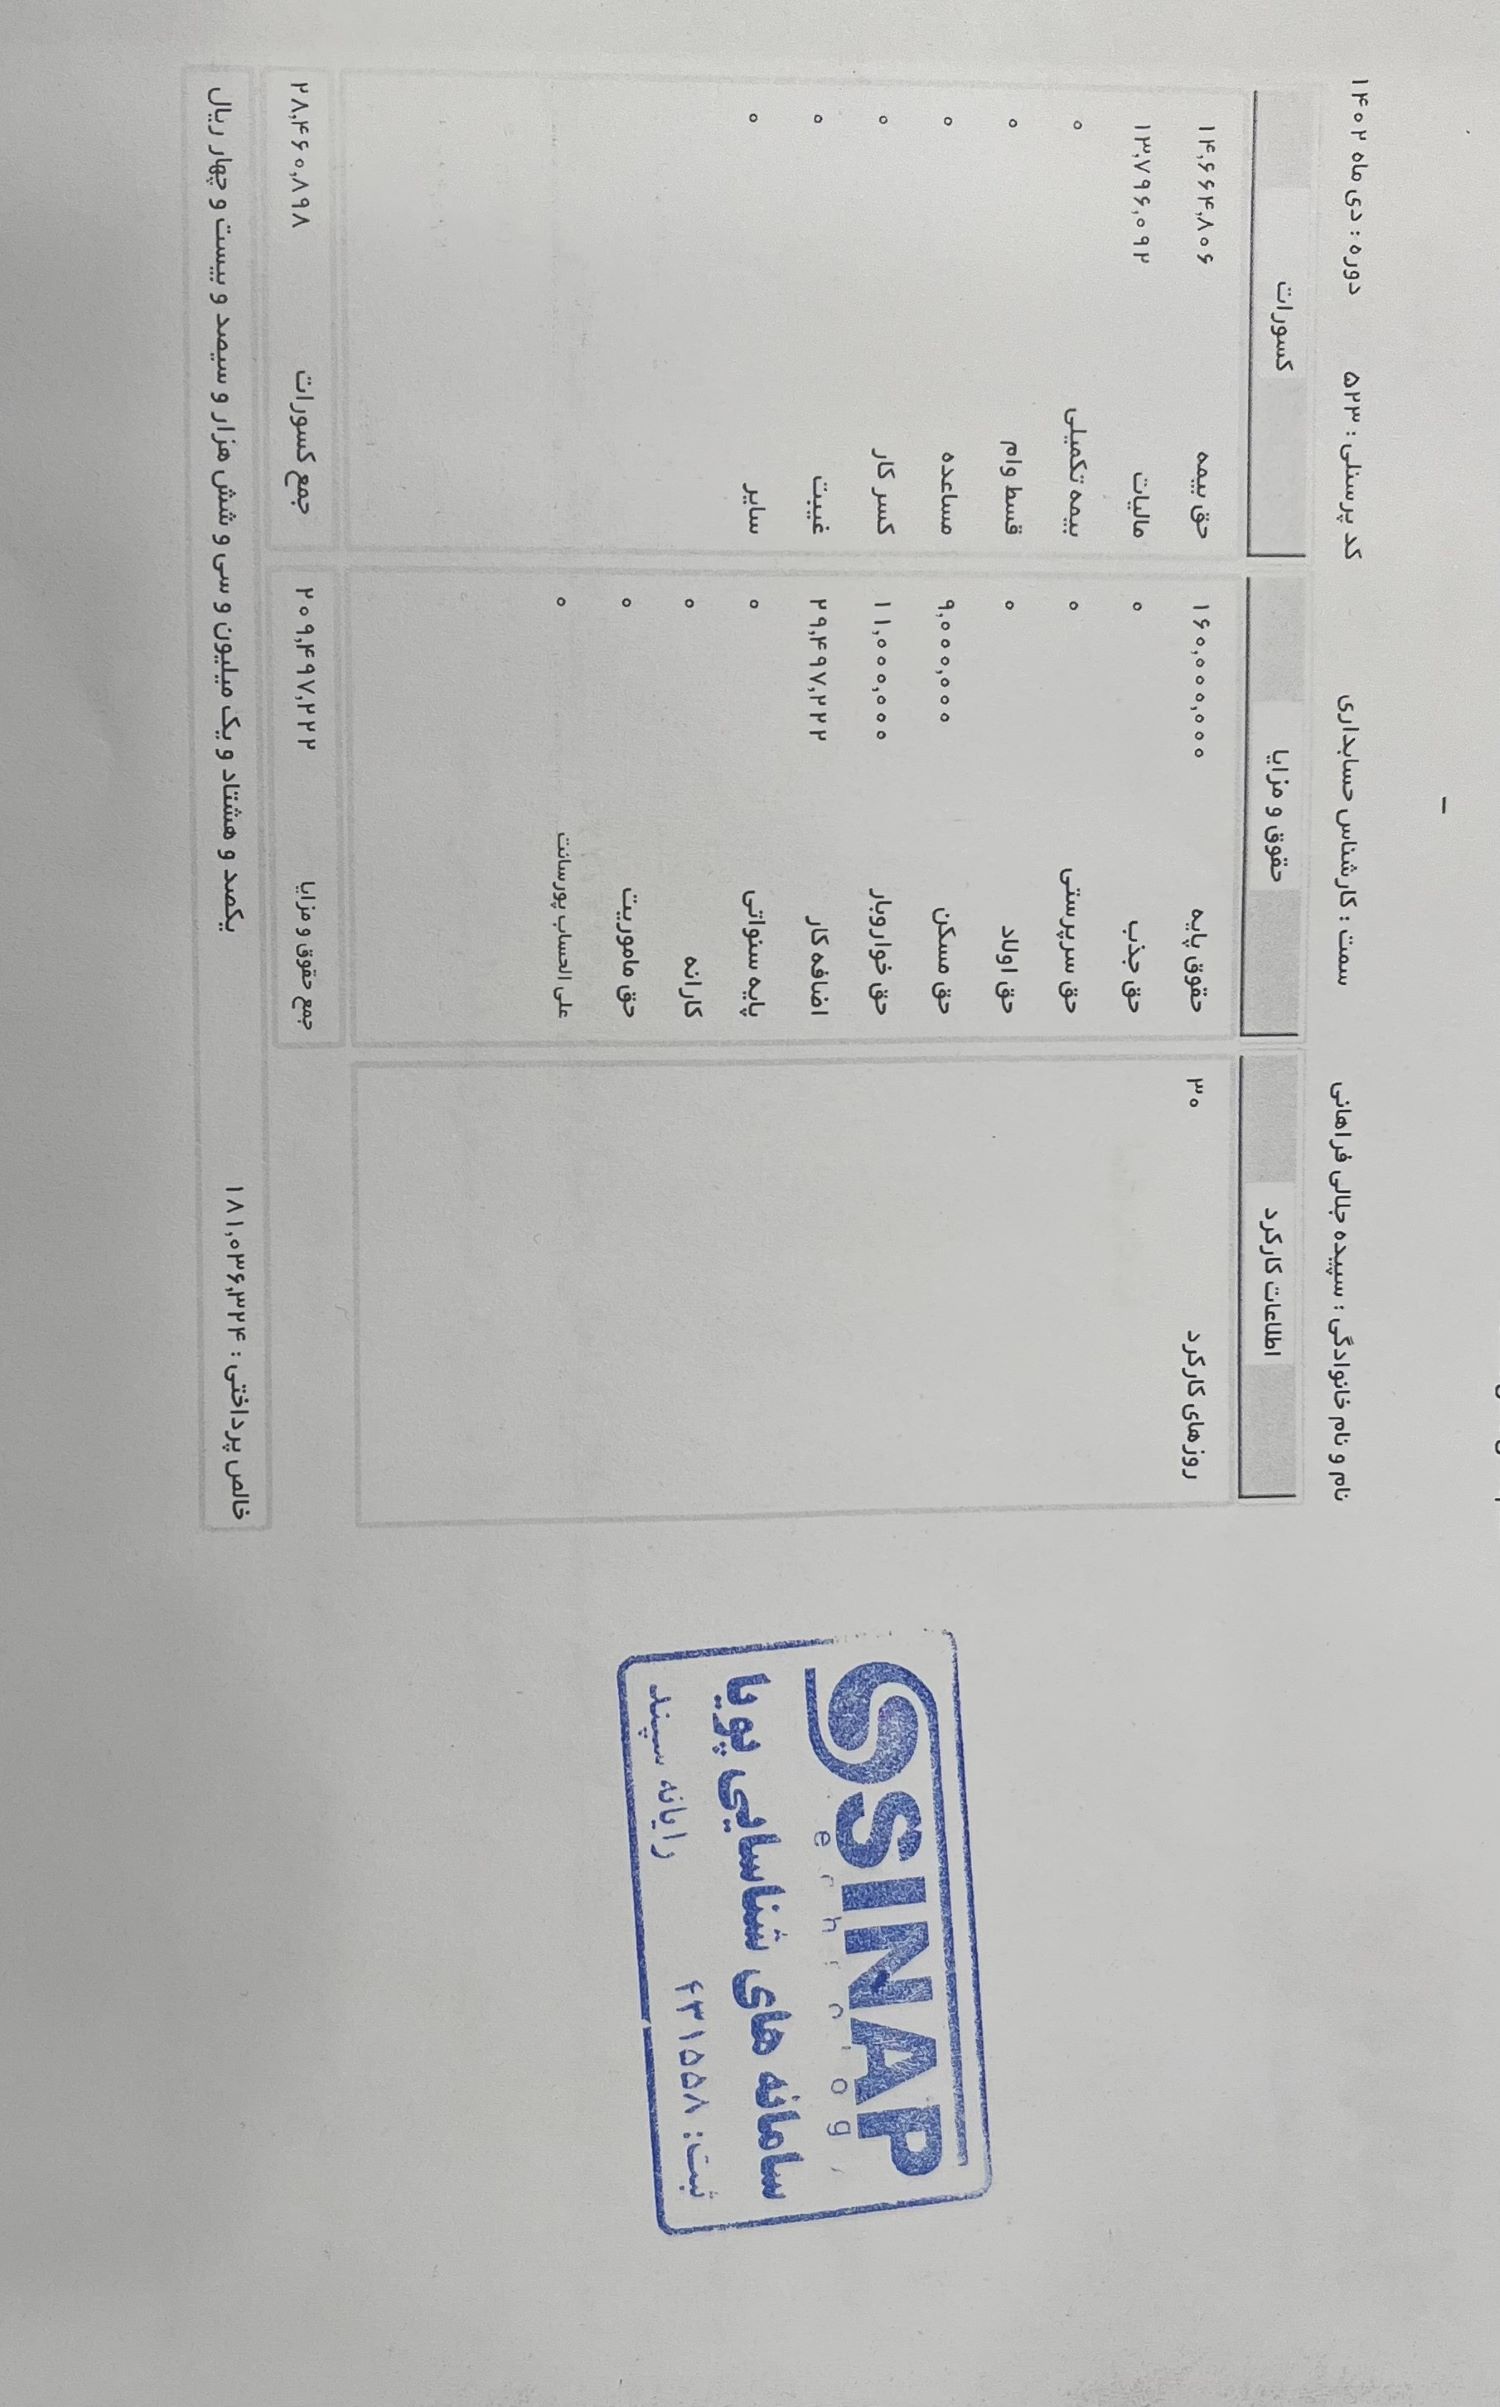 نام و نام خانوادگی : سپیده جلالی فراهانی سمت : کارشناس حسابداری کد پرسنلی : ۵۲۳ دوره : دی ماه ۱۴۰۲
اطلاعات کارکرد حقوق و مزایا کسورات
روزهای کارکرد ۳۰ حقوق پایه ۱۶۰,۰۰۰,۰۰۰ حق بیمه ۱۴,۶۶۴,۸۰۶
حق جذب ۰ مالیات ۱۳,۷۹۶,۰۹۲
حق سرپرستی ۰ بیمه تکمیلی ۰
حق اولاد ۰ قسط وام ۰
حق مسکن ۹,۰۰۰,۰۰۰ مساعده ۰
حق خواروبار ۱۱,۰۰۰,۰۰۰ کسر کار ۰
اضافه کار ۲۹,۴۹۷,۲۲۲ غیبت ۰
پایه سنواتی ۰ سایر ۰
کارانه ۰
حق ماموریت ۰
علی الحساب پورسانت ۰
جمع حقوق و مزایا ۲۰۹,۴۹۷,۲۲۲ جمع کسورات ۲۸,۴۶۰,۸۹۸
خالص پرداختی : ۱۸۱,۰۳۶,۳۲۴ یکصد و هشتاد و یک میلیون و سی و شش هزار و سیصد و بیست و چهار ریال
SINAP
سامانه های شناسایی پویا
رایانه سپند
ثبت: ۴۳۱۵۵۸